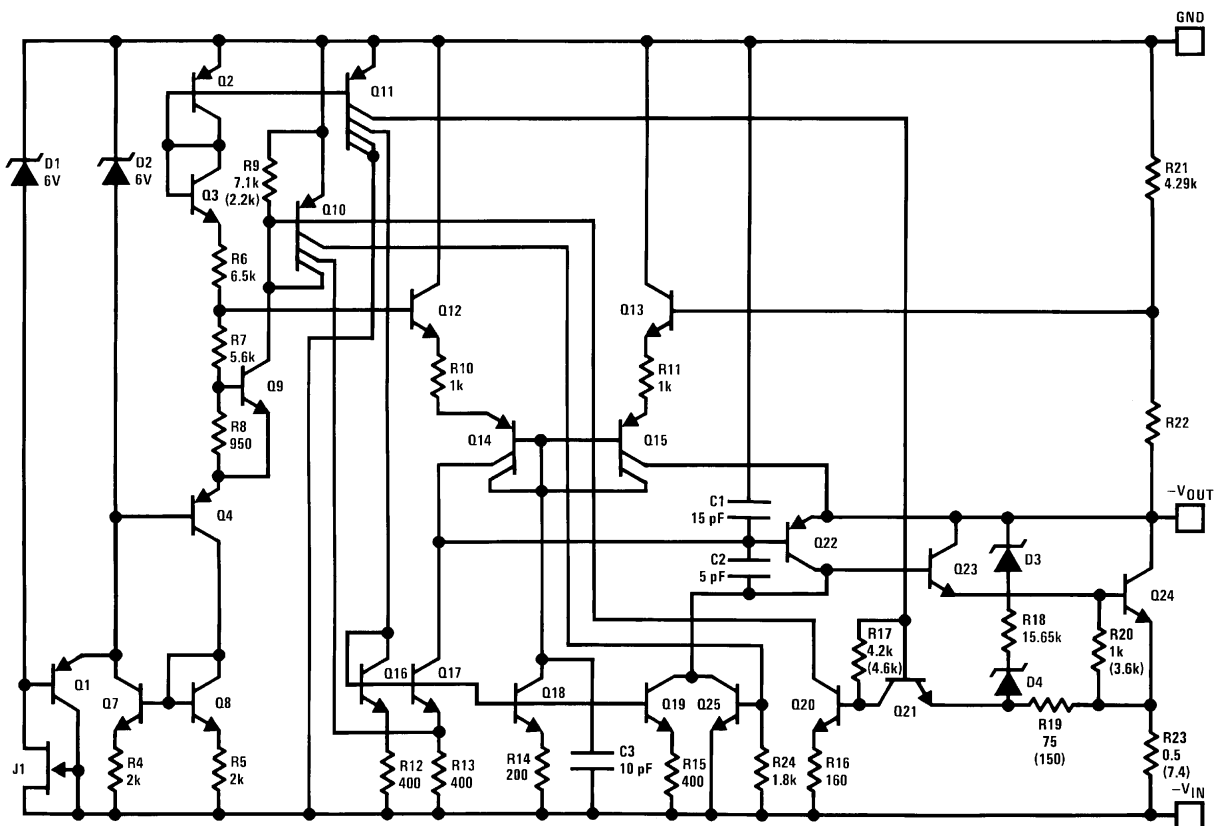 GND
Q2
Q11
D1
6V
D2
6V
R9
7.1k
(2.2k)
R21
4.29k
Q3
Q10
R6
6.5k
Q12
Q13
R7
5.6k
R10
1k
R11
1k
Q9
R8
950
R22
Q14
Q15
Q4
C1
15 pF
-VOUT
Q22
C2
5 pF
Q23
D3
Q24
R18
15.65k
R20
1k
(3.6k)
R17
4.2k
(4.6k)
Q1
Q16
Q17
D4
Q7
Q8
Q18
Q19
Q25
Q20
Q21
R19
75
(150)
R23
0.5
(7.4)
J1
R4
2k
R5
2k
R12
400
R13
400
R14
200
C3
10 pF
R15
400
R24
1.8k
R16
160
-VIN